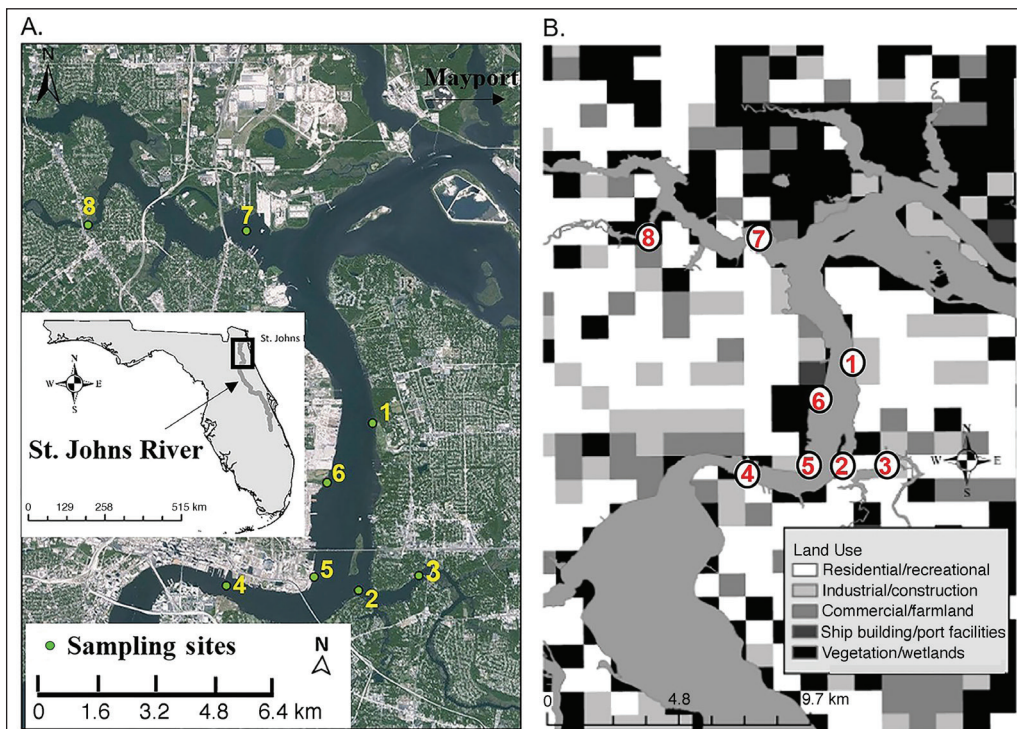 A.
N
Mayport
8
7
1
6
5
4
2
3
St. Johns
N
W
E
S
St. Johns River
0 129 258 515 km
Sampling sites
N
0 1.6 3.2 4.8 6.4 km
B.
8
7
1
6
5
2
3
4
N
W
E
S
Land Use
Residential/recreational
Industrial/construction
Commercial/farmland
Ship building/port facilities
Vegetation/wetlands
0 4.8 9.7 km